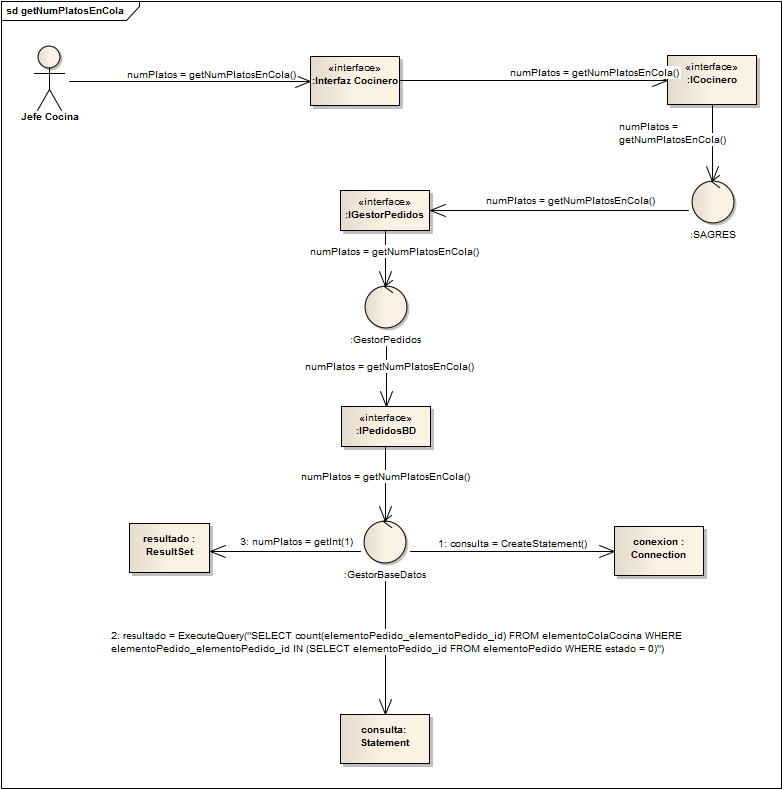 sd getNumPlatosEnCola
Jefe Cocina
numPlatos = getNumPlatosEnCola()
«interface»
:Interfaz Cocinero
numPlatos = getNumPlatosEnCola()
«interface»
:ICocinero
numPlatos =
getNumPlatosEnCola()
:SAGRES
numPlatos = getNumPlatosEnCola()
«interface»
:IGestorPedidos
numPlatos = getNumPlatosEnCola()
:GestorPedidos
numPlatos = getNumPlatosEnCola()
«interface»
:IPedidosBD
numPlatos = getNumPlatosEnCola()
resultado :
ResultSet
3: numPlatos = getInt(1)
:GestorBaseDatos
1: consulta = CreateStatement()
conexion :
Connection
2: resultado = ExecuteQuery("SELECT count(elementoPedido_elementoPedido_id) FROM elementoColaCocina WHERE
elementoPedido_elementoPedido_id IN (SELECT elementoPedido_id FROM elementoPedido WHERE estado = 0)")
consulta:
Statement